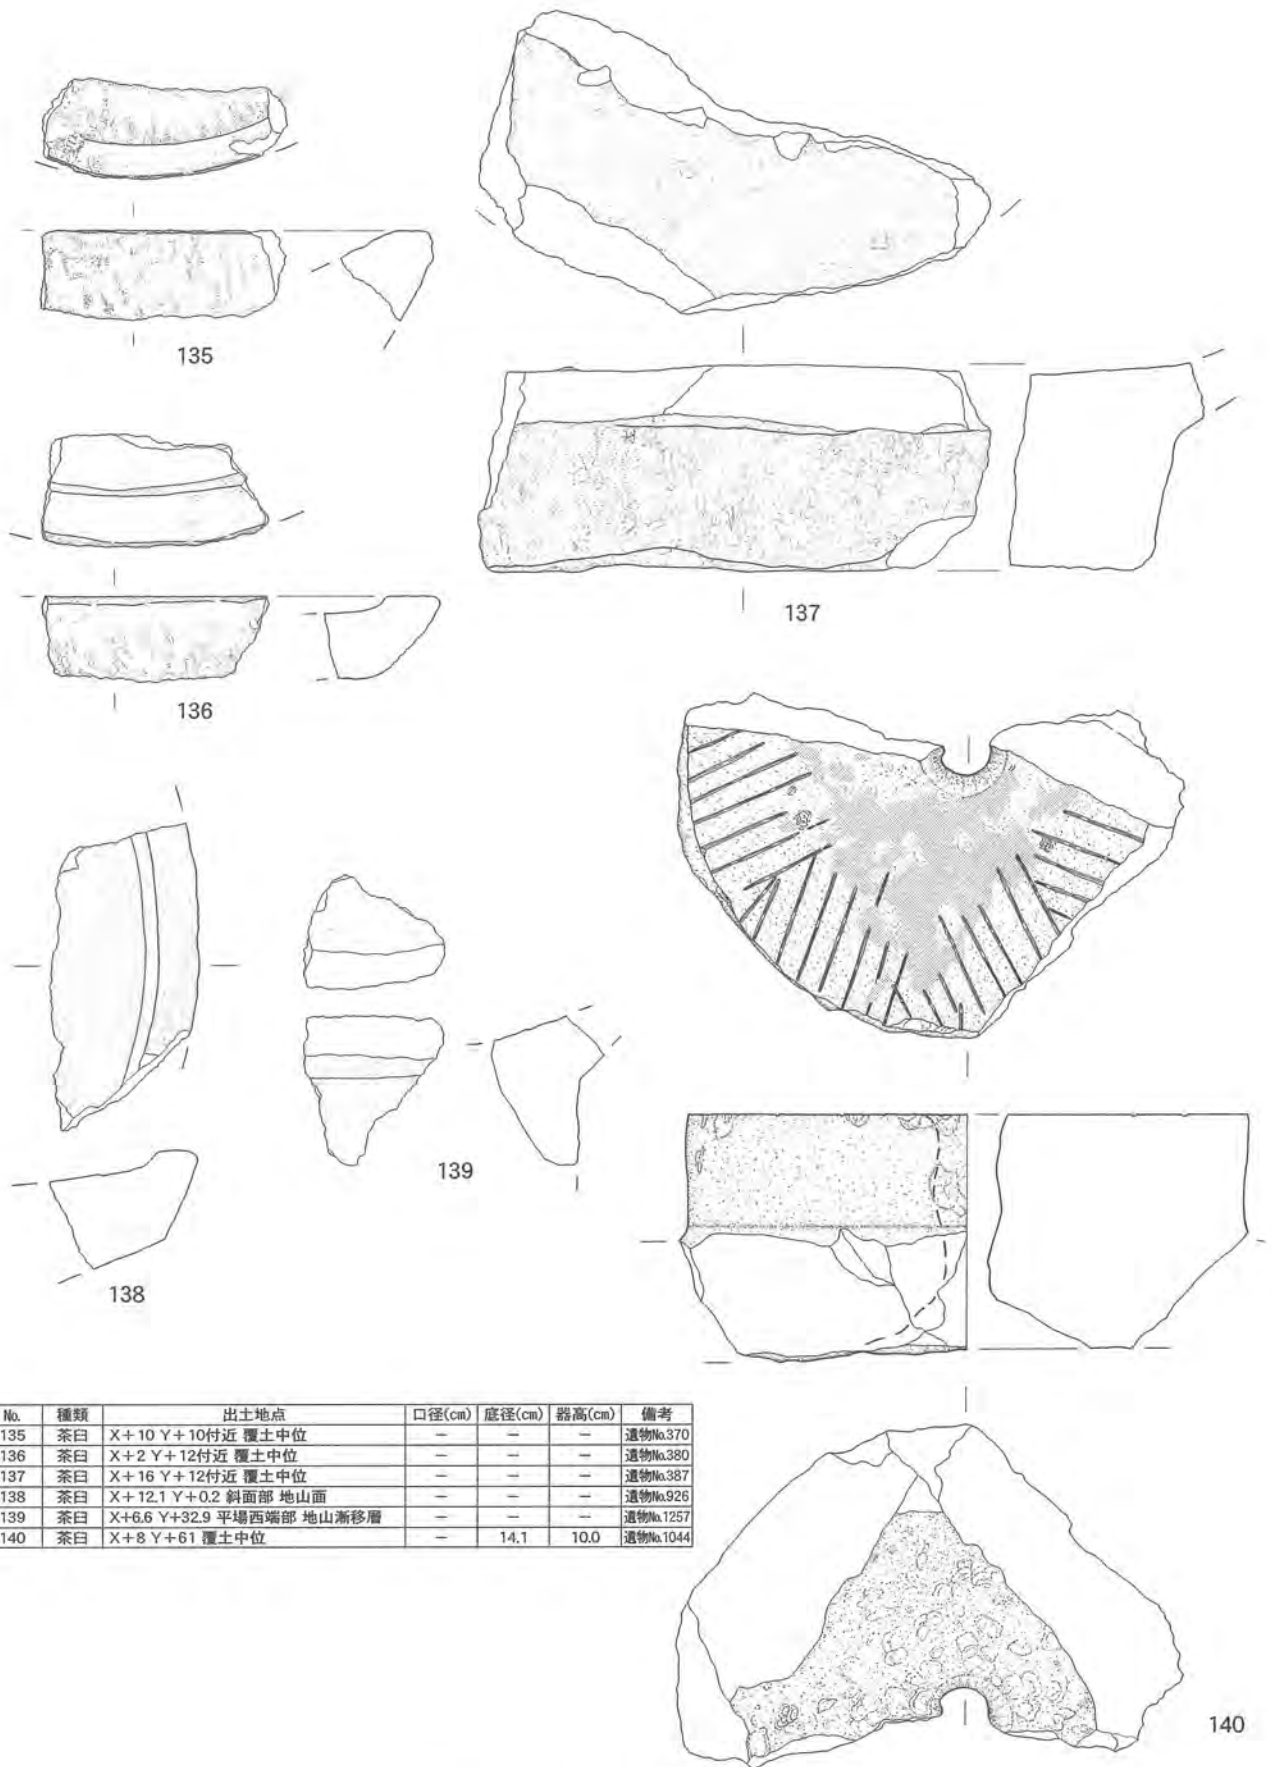 135
136
137
138
139
No. 種類 出土地点 口径(cm) 底径(cm) 器高(cm) 備考
135 茶臼 X+10 Y+10付近 覆土中位 － － － 遺物No.370
136 茶臼 X+2 Y+12付近 覆土中位 － － － 遺物No.380
137 茶臼 X+16 Y+12付近 覆土中位 － － － 遺物No.387
138 茶臼 X+12.1 Y+0.2 斜面部 地山面 － － － 遺物No.926
139 茶臼 X+6.6 Y+32.9 平場西端部 地山漸移層 － － － 遺物No.1257
140 茶臼 X+8 Y+61 覆土中位 － 14.1 10.0 遺物No.1044
140